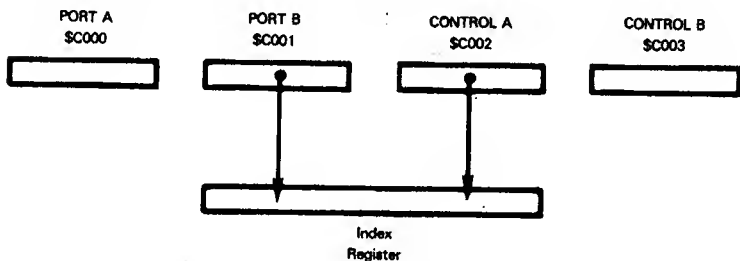 PORT A
$C000
PORT B
$C001
CONTROL A
$C002
CONTROL B
$C003
Index
Register